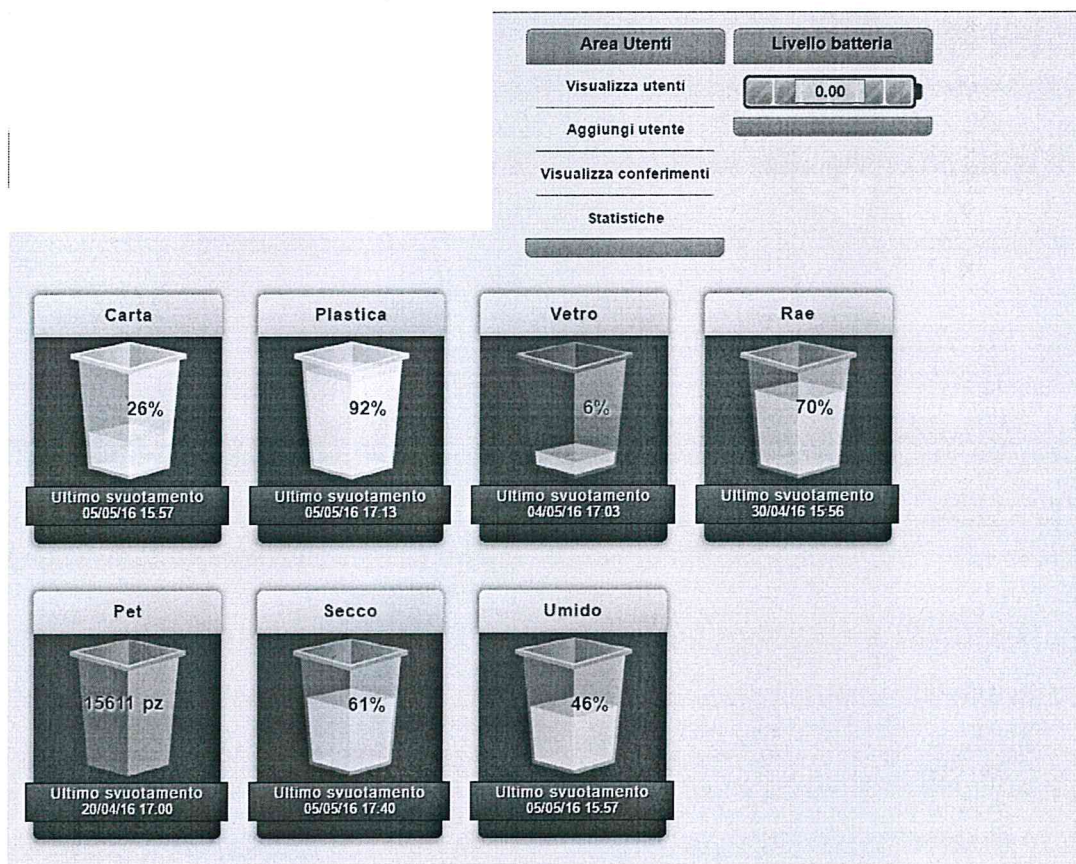 Area Utenti
Visualizza utenti
Aggiungi utente
Visualizza conferimenti
Statistiche
Livello batteria
0.00
Carta
26%
Ultimo svuotamento
05/05/16 15.57
Plastica
92%
Ultimo svuotamento
05/05/16 17.13
Vetro
6%
Ultimo svuotamento
04/05/16 17.03
Rae
70%
Ultimo svuotamento
30/04/16 15:56
Pet
15611 pz
Ultimo svuotamento
20/04/16 17.00
Secco
61%
Ultimo svuotamento
05/05/16 17.40
Umido
46%
Ultimo svuotamento
05/05/16 15.57